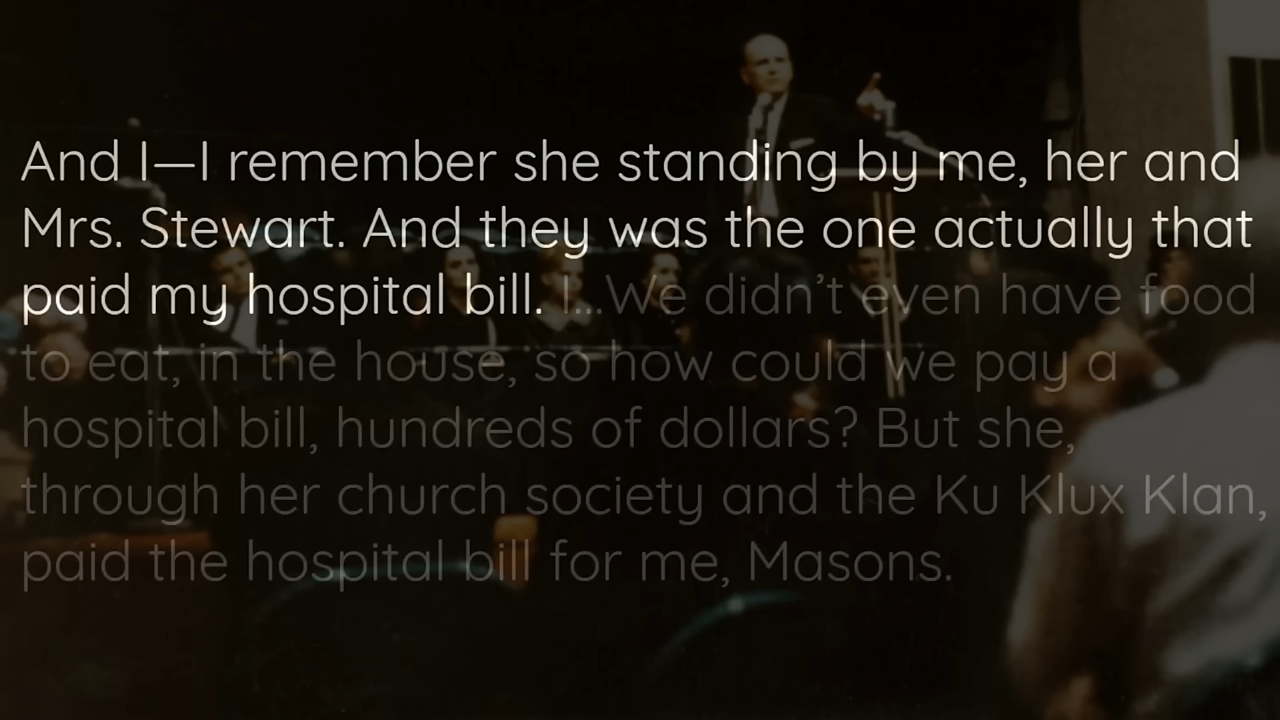 And I—I remember she standing by me, her and
Mrs. Stewart. And they was the one actually that
paid my hospital bill. I...We didn’t even have food
to eat, in the house, so how could we pay a
hospital bill, hundreds of dollars? But she,
through her church society and the Ku Klux Klan,
paid the hospital bill for me, Masons.